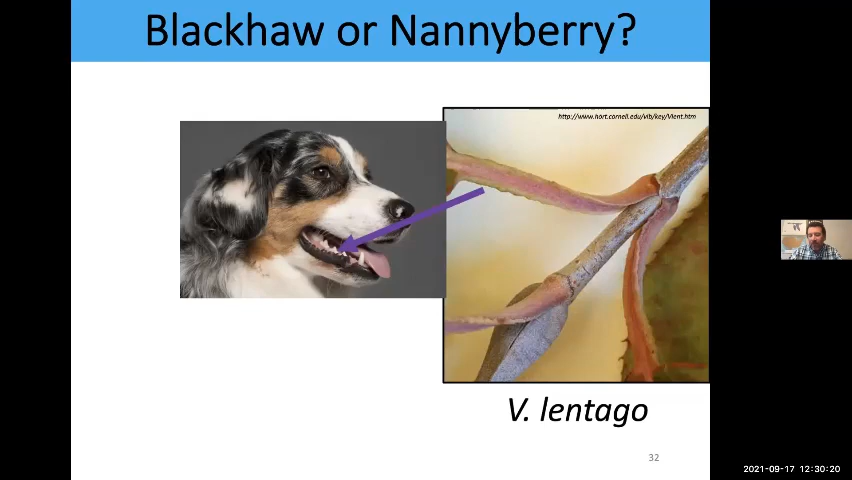 Blackhaw or Nannyberry?
http://www.hort.cornell.edu/vib/key/Vlent.htm
V. lentago
32
2021-09-17 12:30:20